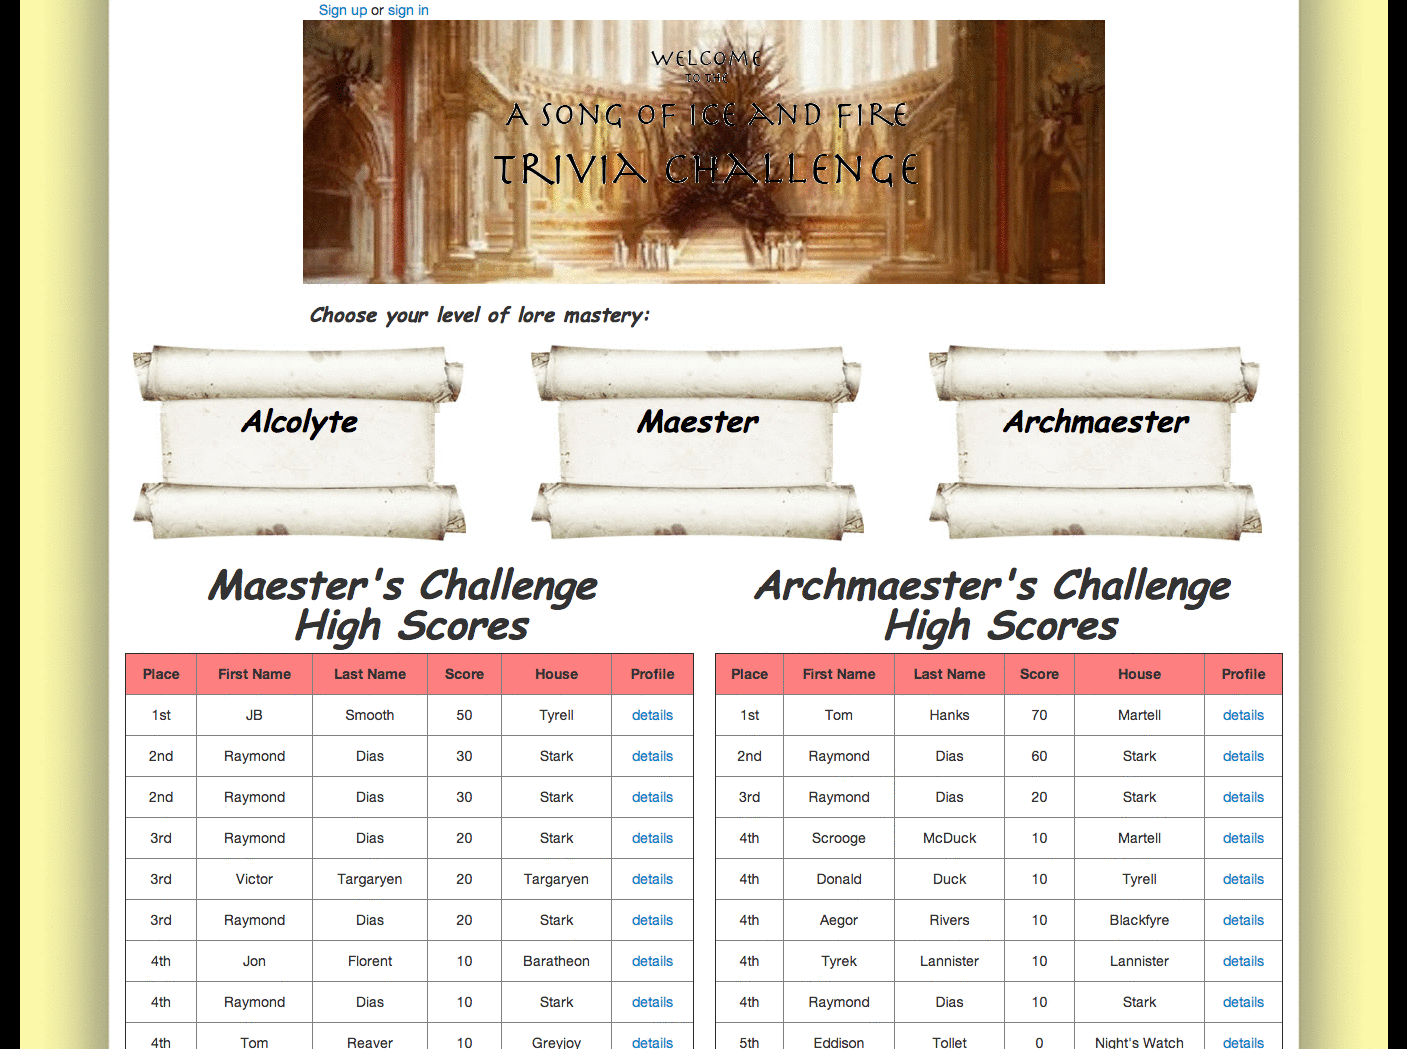 Sign up or sign in
WELCOME
TO THE
A SONG OF ICE AND FIRE
TRIVIA CHALLENGE
Choose your level of lore mastery:
Alcolyte
Maester
Archmaester
Maester's Challenge
High Scores
Place First Name Last Name Score House Profile
1st JB Smooth 50 Tyrell details
2nd Raymond Dias 30 Stark details
2nd Raymond Dias 30 Stark details
3rd Raymond Dias 20 Stark details
3rd Victor Targaryen 20 Targaryen details
3rd Raymond Dias 20 Stark details
4th Jon Florent 10 Baratheon details
4th Raymond Dias 10 Stark details
4th Tom Reaver 10 Greyjoy details
Archmaester's Challenge
High Scores
Place First Name Last Name Score House Profile
1st Tom Hanks 70 Martell details
2nd Raymond Dias 60 Stark details
3rd Raymond Dias 20 Stark details
4th Scrooge McDuck 10 Martell details
4th Donald Duck 10 Tyrell details
4th Aegor Rivers 10 Blackfyre details
4th Tyrek Lannister 10 Lannister details
4th Raymond Dias 10 Stark details
5th Eddison Tollet 0 Night's Watch details